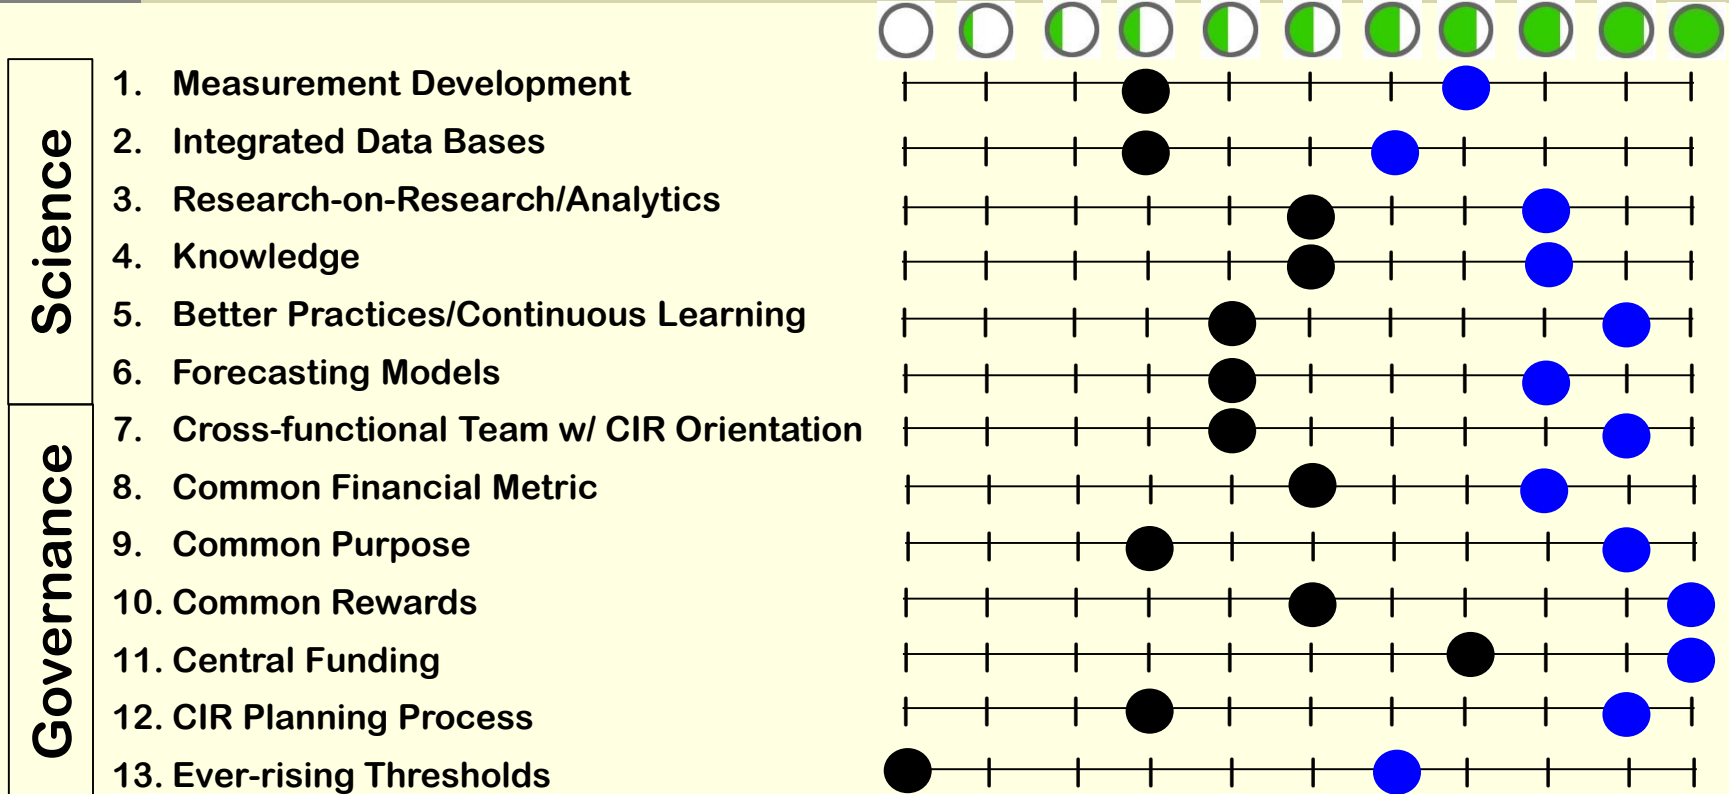 Science
1. Measurement Development
2. Integrated Data Bases
3. Research-on-Research/Analytics
4. Knowledge
5. Better Practices/Continuous Learning
6. Forecasting Models
Governance
7. Cross-functional Team w/ CIR Orientation
8. Common Financial Metric
9. Common Purpose
10. Common Rewards
11. Central Funding
12. CIR Planning Process
13. Ever-rising Thresholds